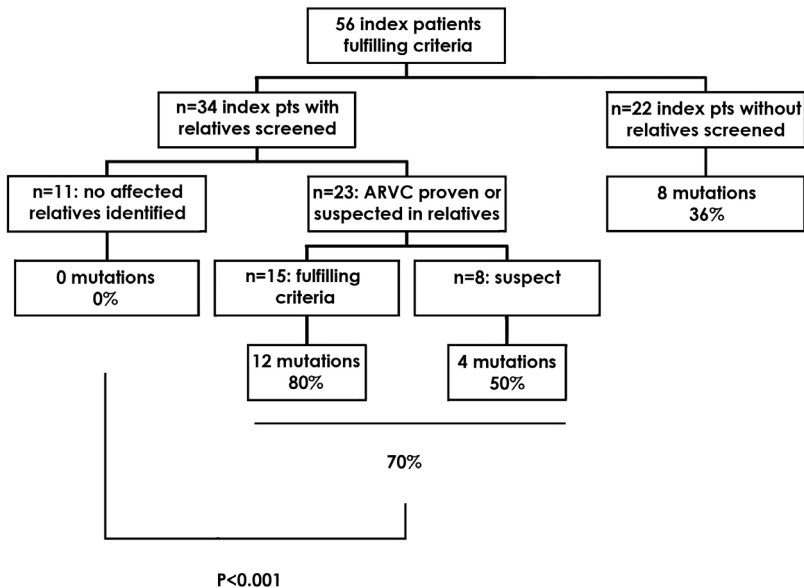 56 index patients
fulfilling criteria
n=34 index pts with
relatives screened
n=22 index pts without
relatives screened
n=11: no affected
relatives identified
n=23: ARVC proven or
suspected in relatives
8 mutations
36%
0 mutations
0%
n=15: fulfilling
criteria
n=8: suspect
12 mutations
80%
4 mutations
50%
70%
P<0.001